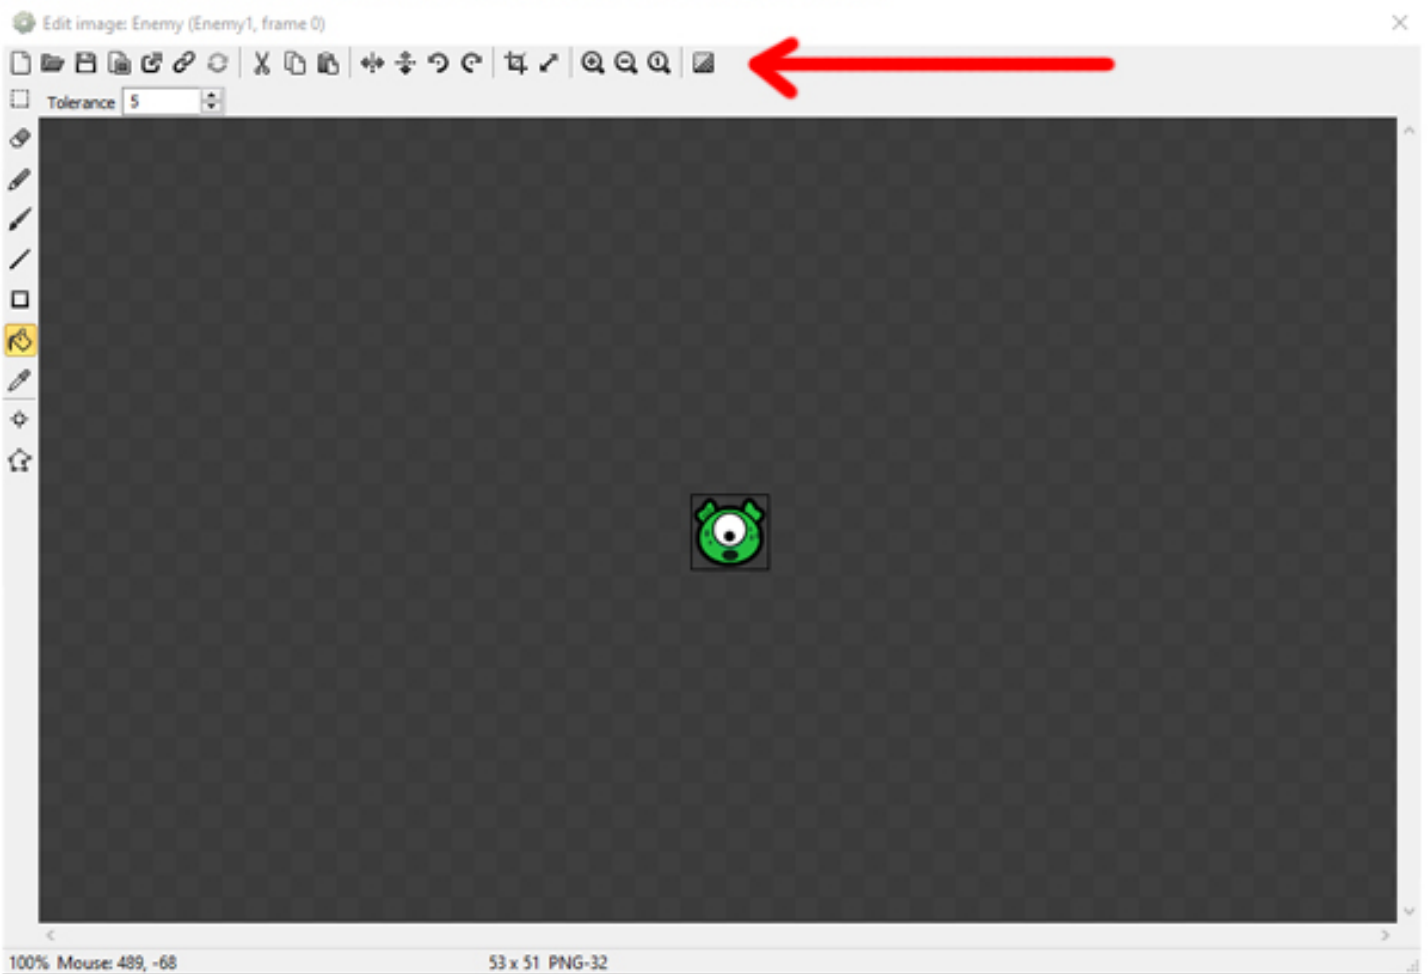 Edit image: Enemy (Enemy1, frame 0)
Tolerance 5
100% Mouse: 489, -68 53 x 51 PNG-32